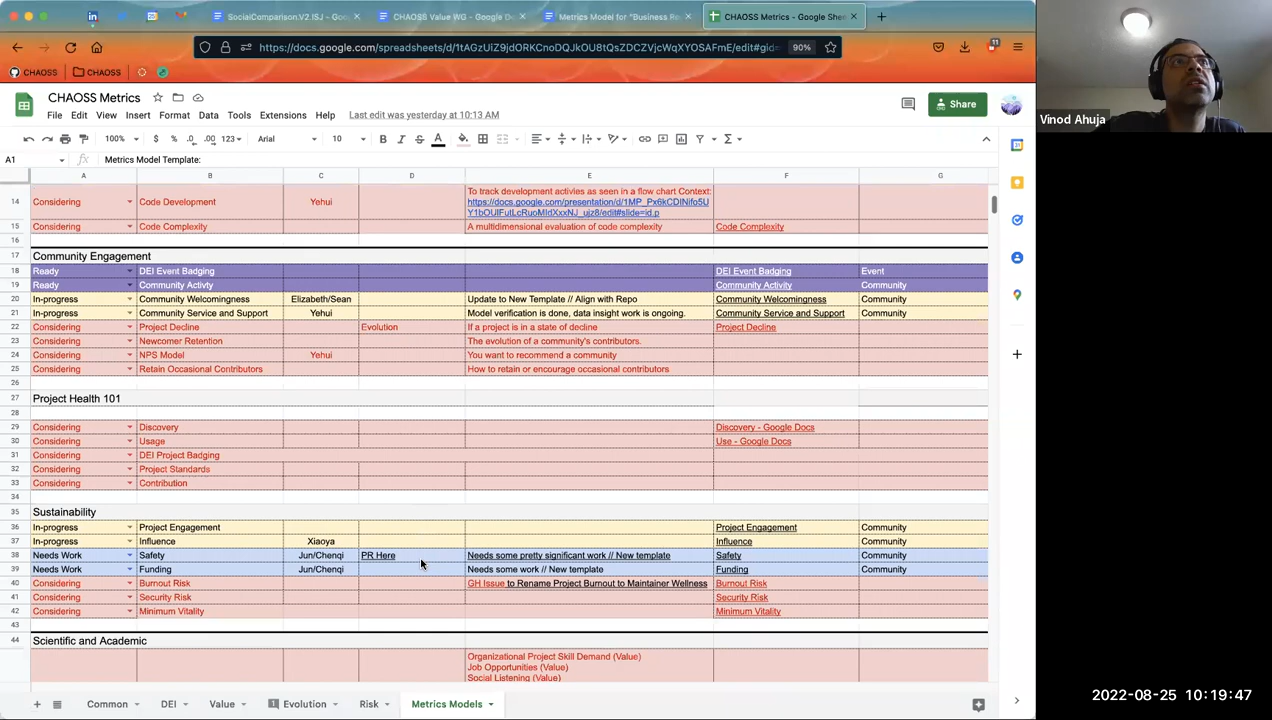 SocialComparison.V2.ISJ - Goo
CHAOSS Value WG - Google D
Metrics Model for "Business R
CHAOSS Metrics - Google She
https://docs.google.com/spreadsheets/d/1tAGzUiZ9jdORKCnoDQJkOU8tQsZDCZVjcWqXYOSAFmE/edit#gid
90%
11
CHAOSS
CHAOSS
CHAOSS Metrics
File Edit View Insert Format Data Tools Extensions Help Last edit was yesterday at 10:13 AM
Share
Vinod Ahuja
100% $ % .0 .00 123 Arial 10 B I S A
A1 fx Metrics Model Template:
A B C D E F G
14 Considering Code Development Yehui To track development activies as seen in a flow chart Context:
https://docs.google.com/presentation/d/1MP_Px6kCDINifo5U
Y1bOUlFutLcRuoMIdXxxNJ_ujz8/edit#slide=id.p
15 Considering Code Complexity A multidimensional evaluation of code complexity Code Complexity
16
17 Community Engagement
18 Ready DEI Event Badging DEI Event Badging Event
19 Ready Community Activty Community Activity Community
20 In-progress Community Welcomingness Elizabeth/Sean Update to New Template // Align with Repo Community Welcomingness Community
21 In-progress Community Service and Support Yehui Model verification is done, data insight work is ongoing. Community Service and Support Community
22 Considering Project Decline Evolution If a project is in a state of decline Project Decline
23 Considering Newcomer Retention The evolution of a community's contributors.
24 Considering NPS Model Yehui You want to recommend a community
25 Considering Retain Occasional Contributors How to retain or encourage occasional contributors
26
27 Project Health 101
28
29 Considering Discovery Discovery - Google Docs
30 Considering Usage Use - Google Docs
31 Considering DEI Project Badging
32 Considering Project Standards
33 Considering Contribution
34
35 Sustainability
36 In-progress Project Engagement Project Engagement Community
37 In-progress Influence Xiaoya Influence Community
38 Needs Work Safety Jun/Chenqi PR Here Needs some pretty significant work // New template Safety Community
39 Needs Work Funding Jun/Chenqi Needs some work // New template Funding Community
40 Considering Burnout Risk GH Issue to Rename Project Burnout to Maintainer Wellness Burnout Risk
41 Considering Security Risk Security Risk
42 Considering Minimum Vitality Minimum Vitality
43
44 Scientific and Academic
Organizational Project Skill Demand (Value)
Job Opportunities (Value)
Social Listening (Value)
Common DEI Value Evolution Risk Metrics Models
2022-08-25 10:19:47